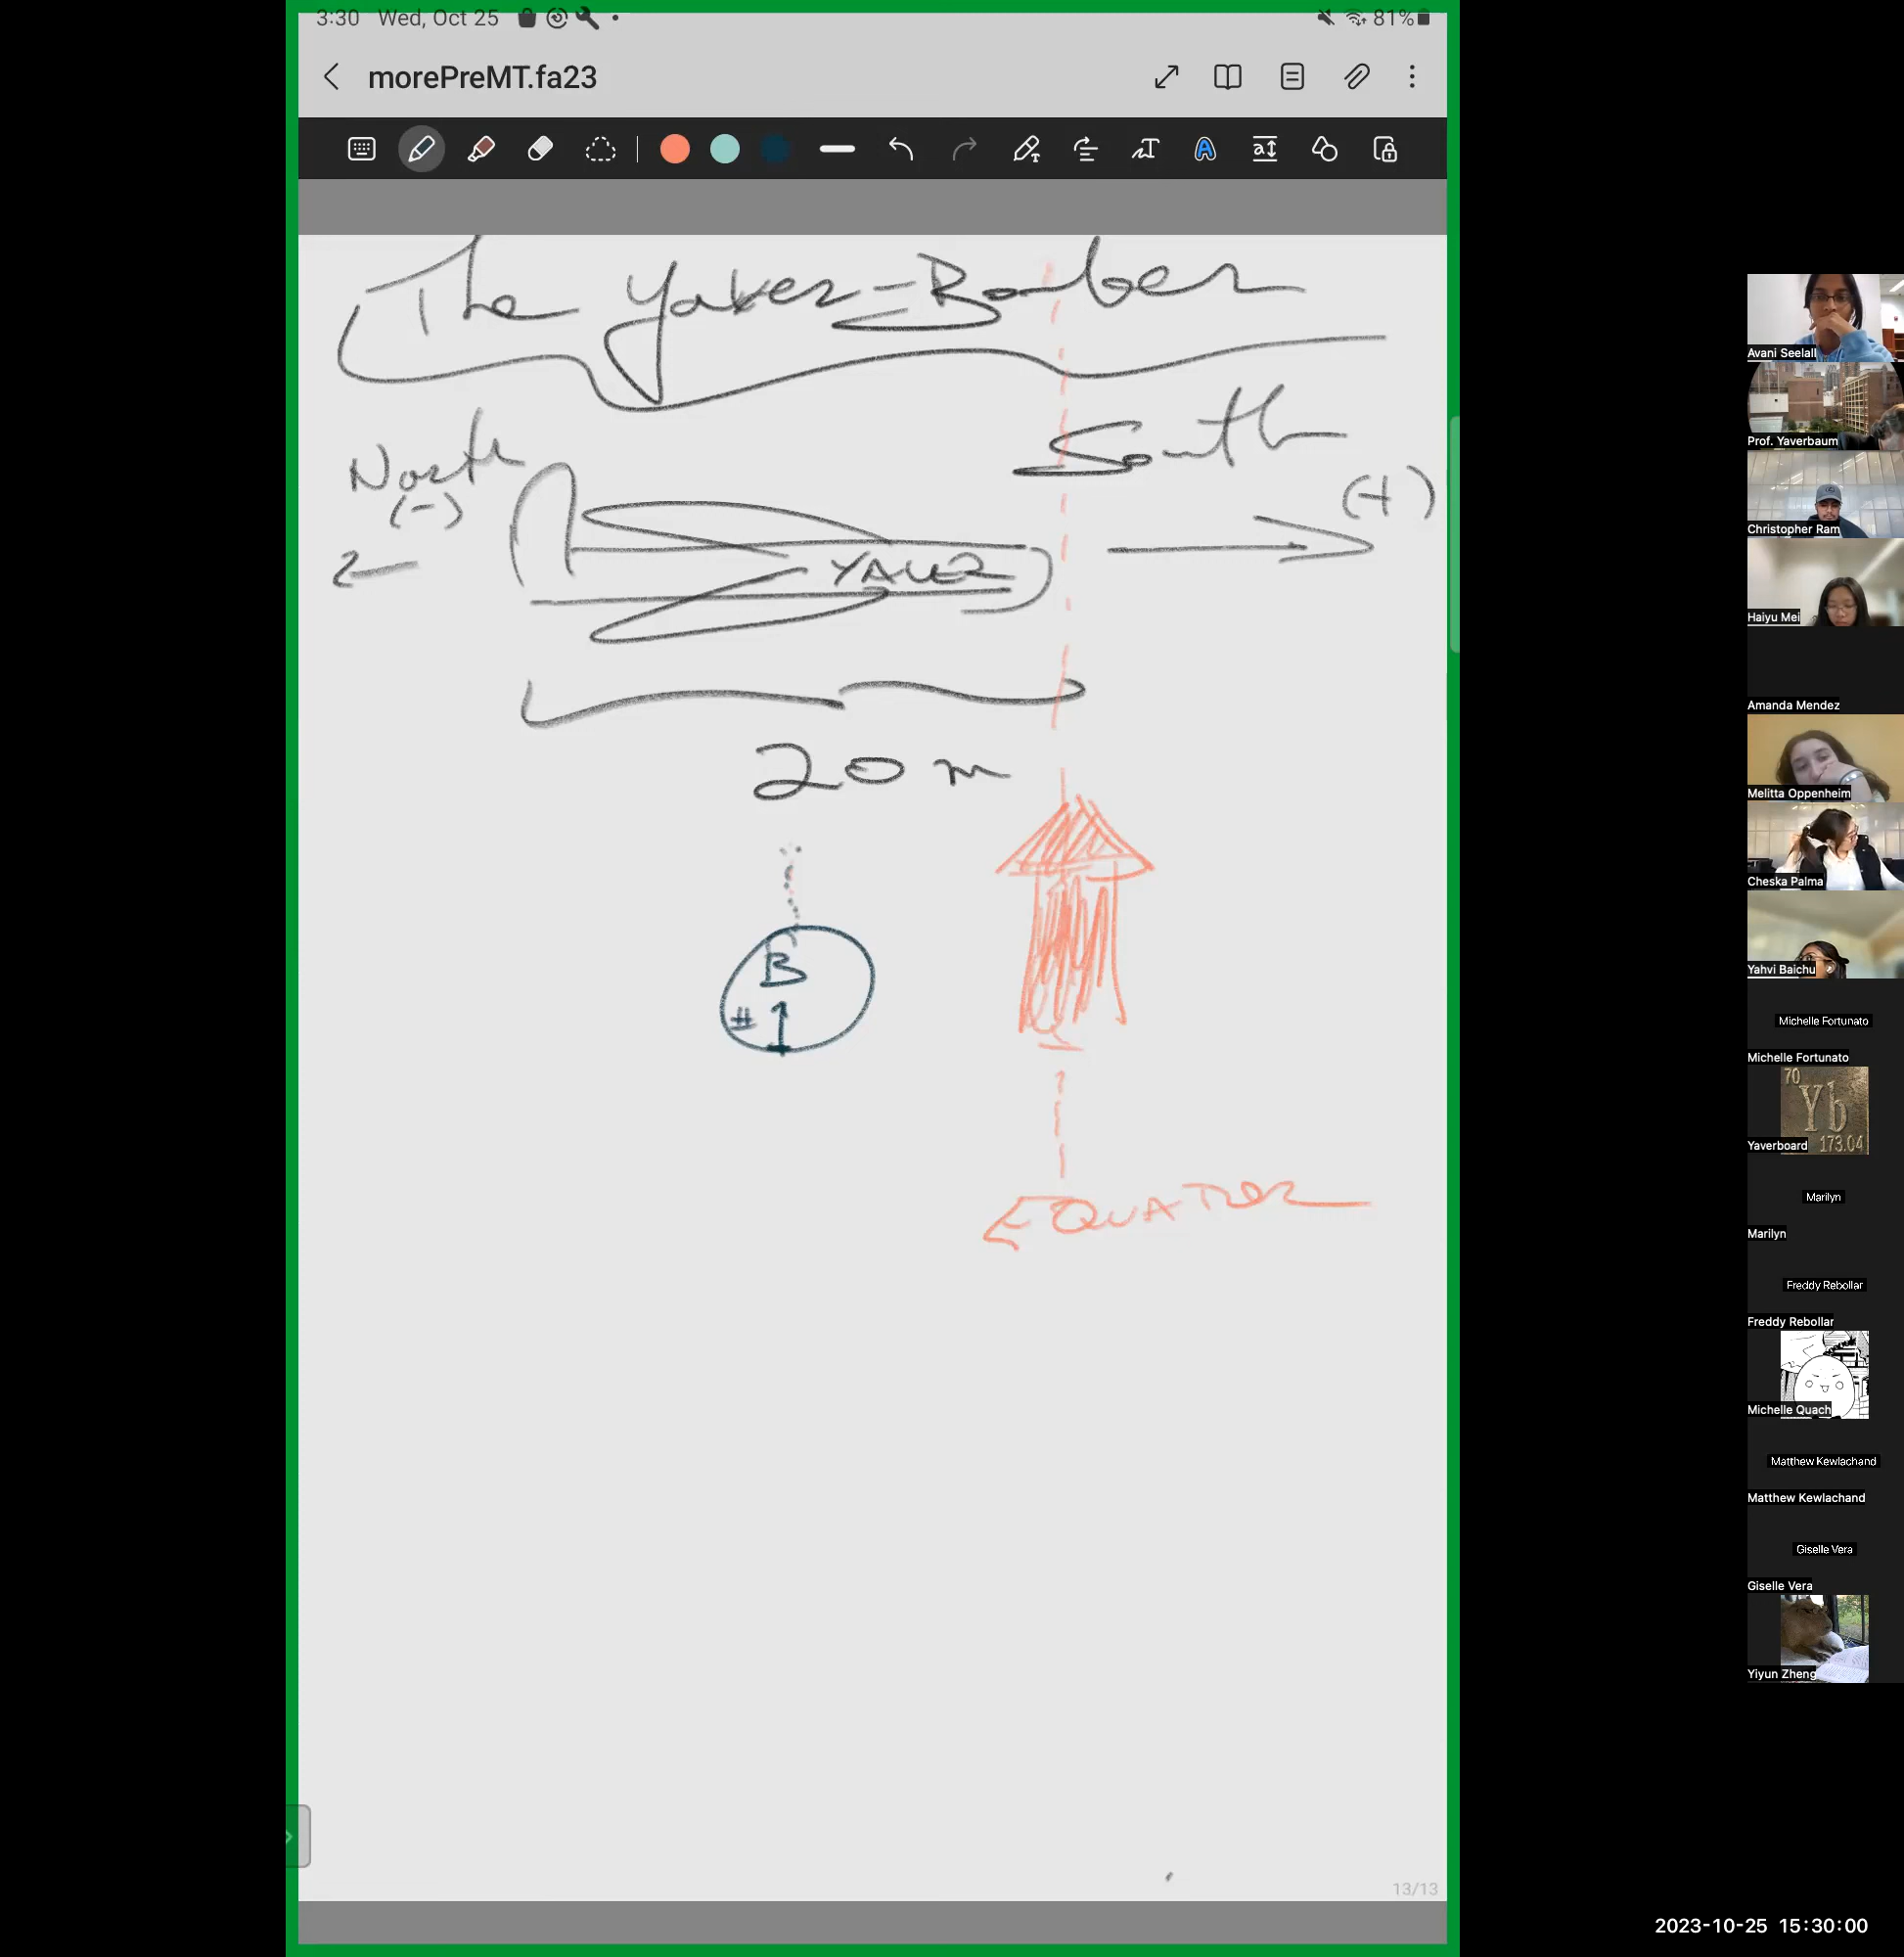 3:30 Wed, Oct 25
81%
morePreMT.fa23
The Yaver-Bomber
North
South
(-)
(+)
YAVER
20 m
B
#1
EQUATOR
13/13
Avani Seelall
Prof. Yaverbaum
Christopher Ram
Haiyu Mei
Amanda Mendez
Melitta Oppenheim
Cheska Palma
Yahvi Baichu
Michelle Fortunato
Michelle Fortunato
70
Yb
173.04
Yaverboard
Marilyn
Marilyn
Freddy Rebollar
Freddy Rebollar
Michelle Quach
Matthew Kewlachand
Matthew Kewlachand
Giselle Vera
Giselle Vera
Yiyun Zheng
2023-10-25 15:30:00